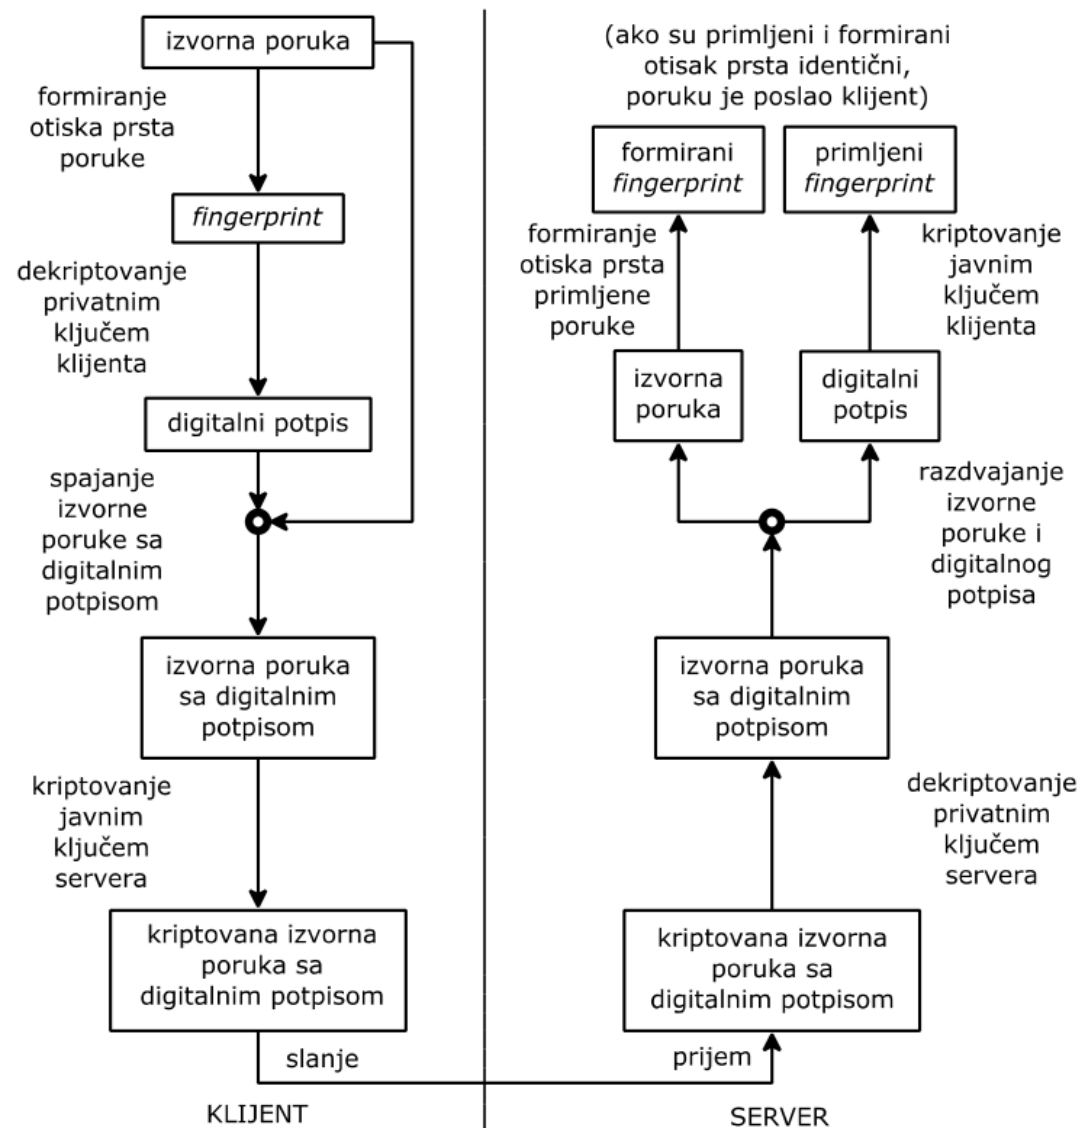 izvorna poruka
formiranje
otiska prsta
poruke
fingerprint
dekriptovanje
privatnim
ključem
klijenta
digitalni potpis
spajanje
izvorne
poruke sa
digitalnim
potpisom
izvorna poruka
sa digitalnim
potpisom
kriptovanje
javnim
ključem
servera
kriptovana izvorna
poruka sa
digitalnim potpisom
slanje
KLIJENT
(ako su primljeni i formirani
otisak prsta identični,
poruku je poslao klijent)
formirani
fingerprint
primljeni
fingerprint
formiranje
otiska prsta
primljene
poruke
kriptovanje
javnim
ključem
klijenta
izvorna
poruka
digitalni
potpis
razdvajanje
izvorne
poruke i
digitalnog
potpisa
izvorna poruka
sa digitalnim
potpisom
dekriptovanje
privatnim
ključem
servera
kriptovana izvorna
poruka sa
digitalnim potpisom
prijem
SERVER